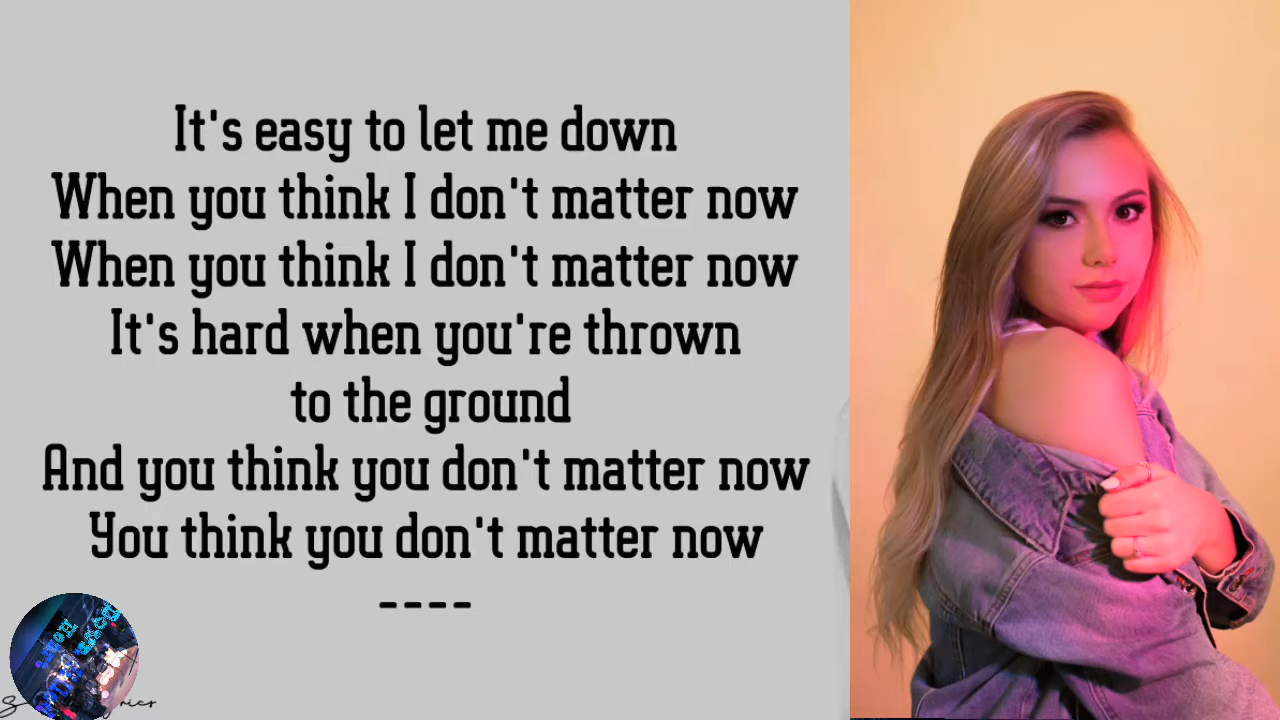 It's easy to let me down
When you think I don't matter now
When you think I don't matter now
It's hard when you're thrown
to the ground
And you think you don't matter now
You think you don't matter now
----